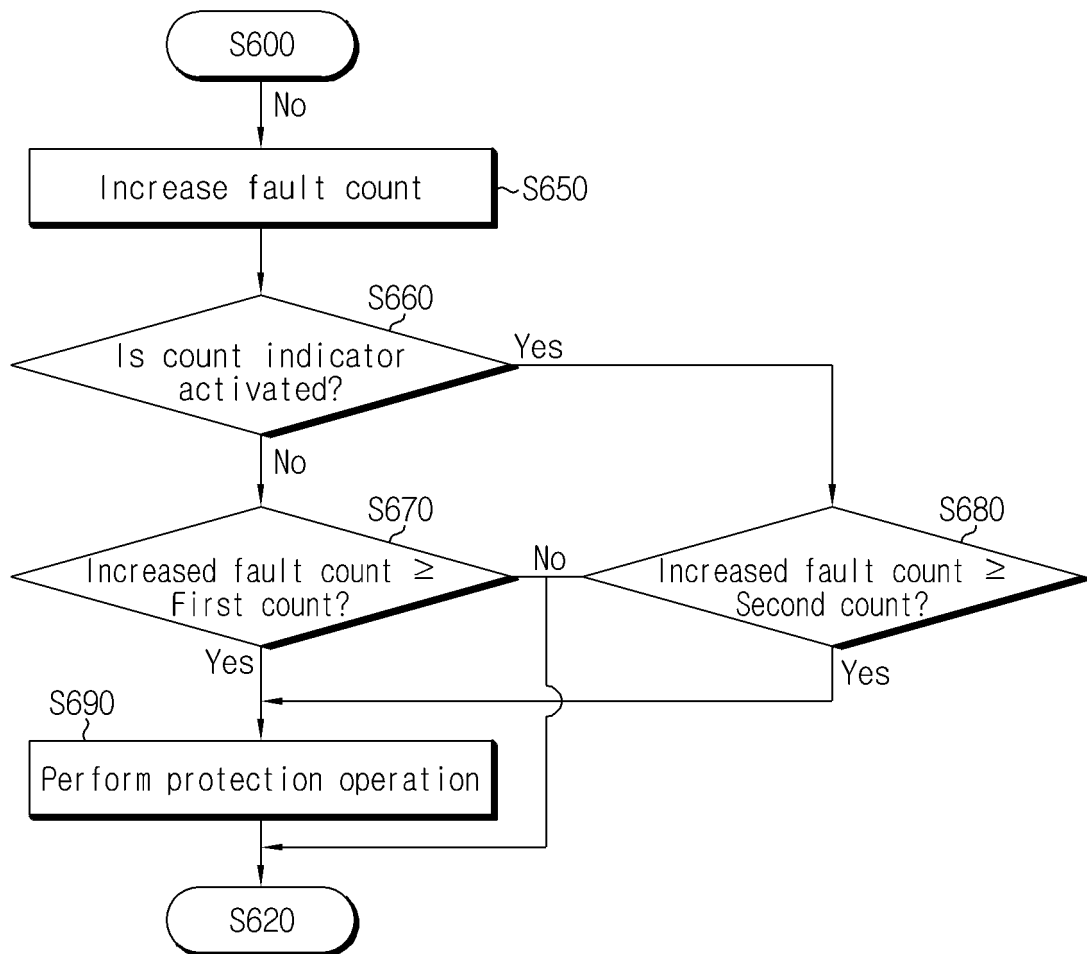 S600
No
Increase fault count
S650
S660
Is count indicator
activated?
Yes
No
S670
Increased fault count ≥
First count?
No
S680
Increased fault count ≥
Second count?
Yes
Yes
S690
Perform protection operation
S620